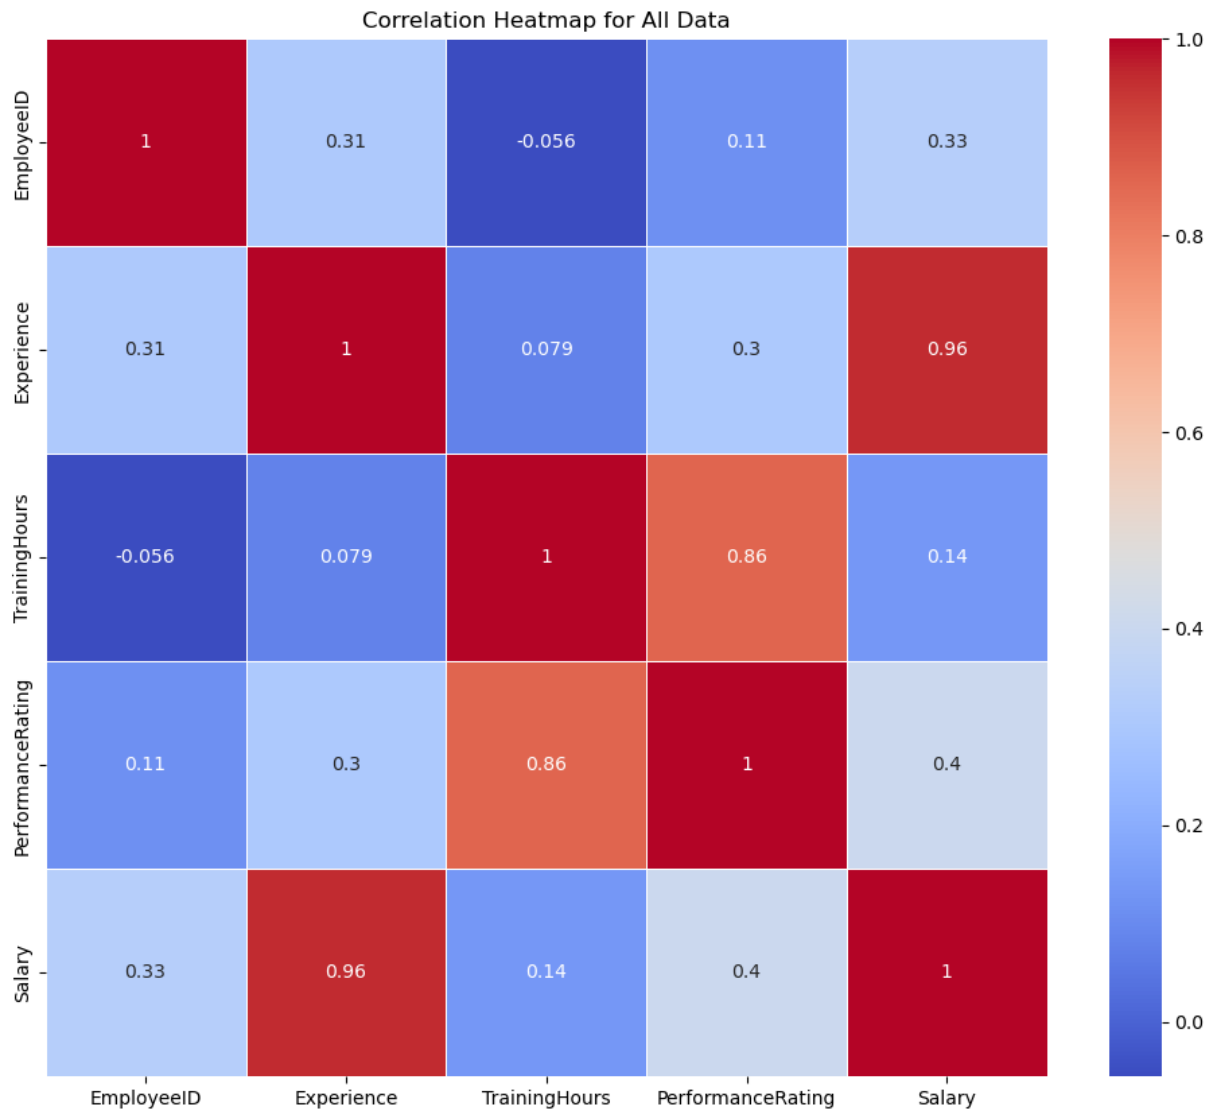 Correlation Heatmap for All Data
EmployeeID
1
0.31
-0.056
0.11
0.33
Experience
0.31
1
0.079
0.3
0.96
TrainingHours
-0.056
0.079
1
0.86
0.14
PerformanceRating
0.11
0.3
0.86
1
0.4
Salary
0.33
0.96
0.14
0.4
1
EmployeeID
Experience
TrainingHours
PerformanceRating
Salary
1.0
0.8
0.6
0.4
0.2
0.0